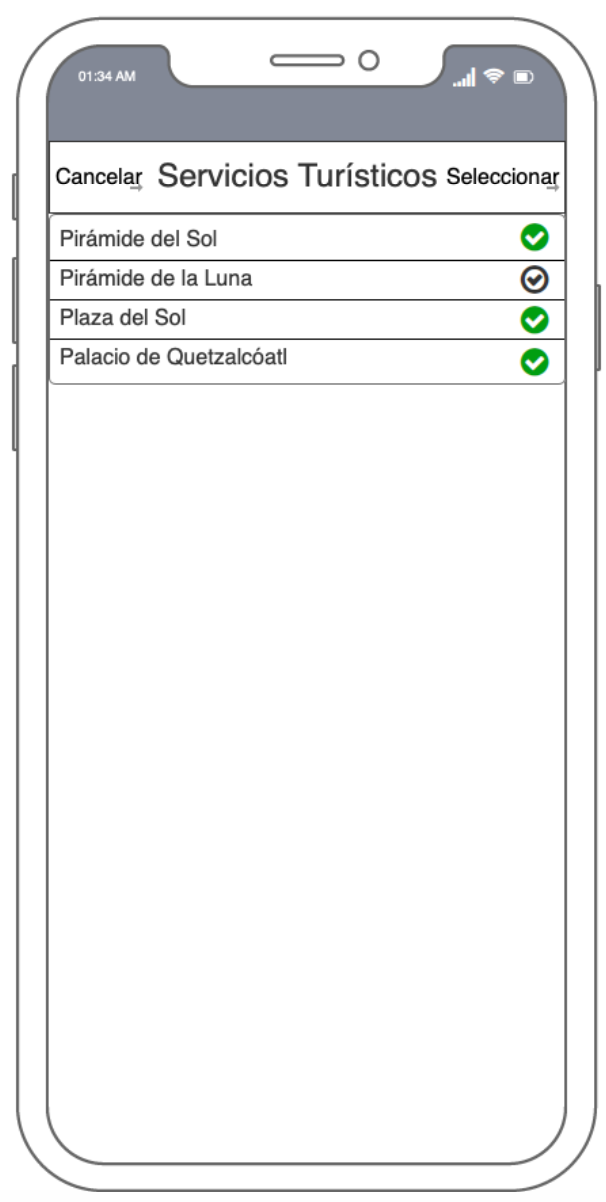 01:34 AM
Cancelar Servicios Turísticos Seleccionar
Pirámide del Sol
Pirámide de la Luna
Plaza del Sol
Palacio de Quetzalcóatl